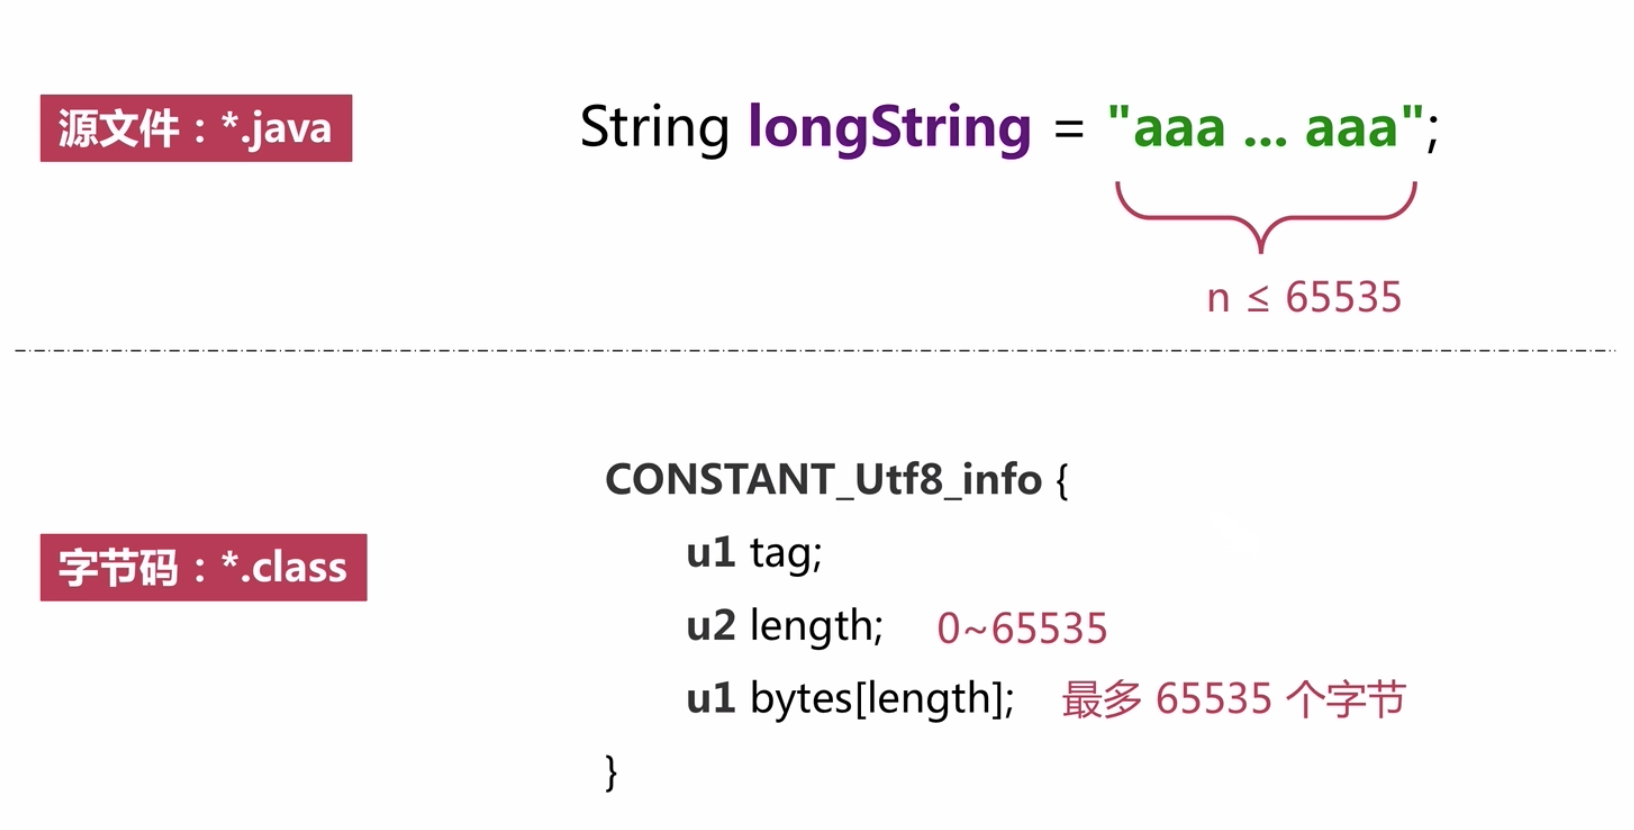 源文件：*.java
String longString = "aaa ... aaa";
n ≤ 65535
CONSTANT_Utf8_info {
u1 tag;
字节码：*.class
u2 length; 0~65535
u1 bytes[length]; 最多 65535 个字节
}